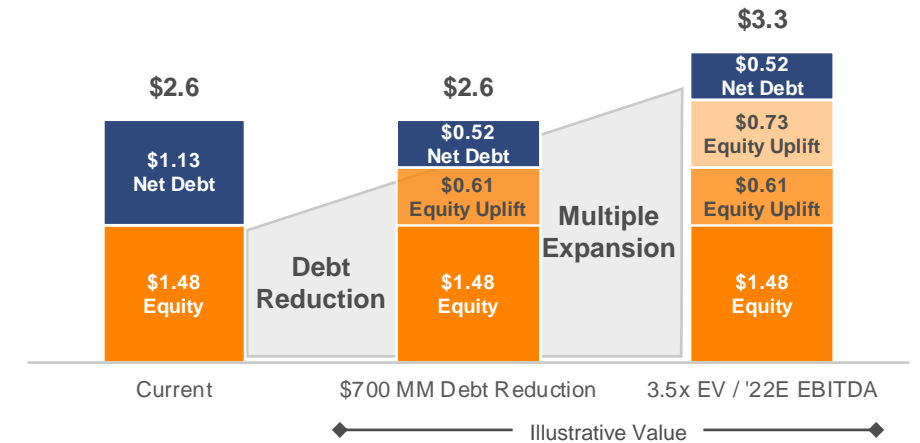 $3.3
$2.6
$2.6
$1.13
Net Debt
$1.48
Equity
Debt
Reduction
$0.52
Net Debt
$0.61
Equity Uplift
$1.48
Equity
Multiple
Expansion
$0.52
Net Debt
$0.73
Equity Uplift
$0.61
Equity Uplift
$1.48
Equity
Current
$700 MM Debt Reduction
3.5x EV / '22E EBITDA
Illustrative Value